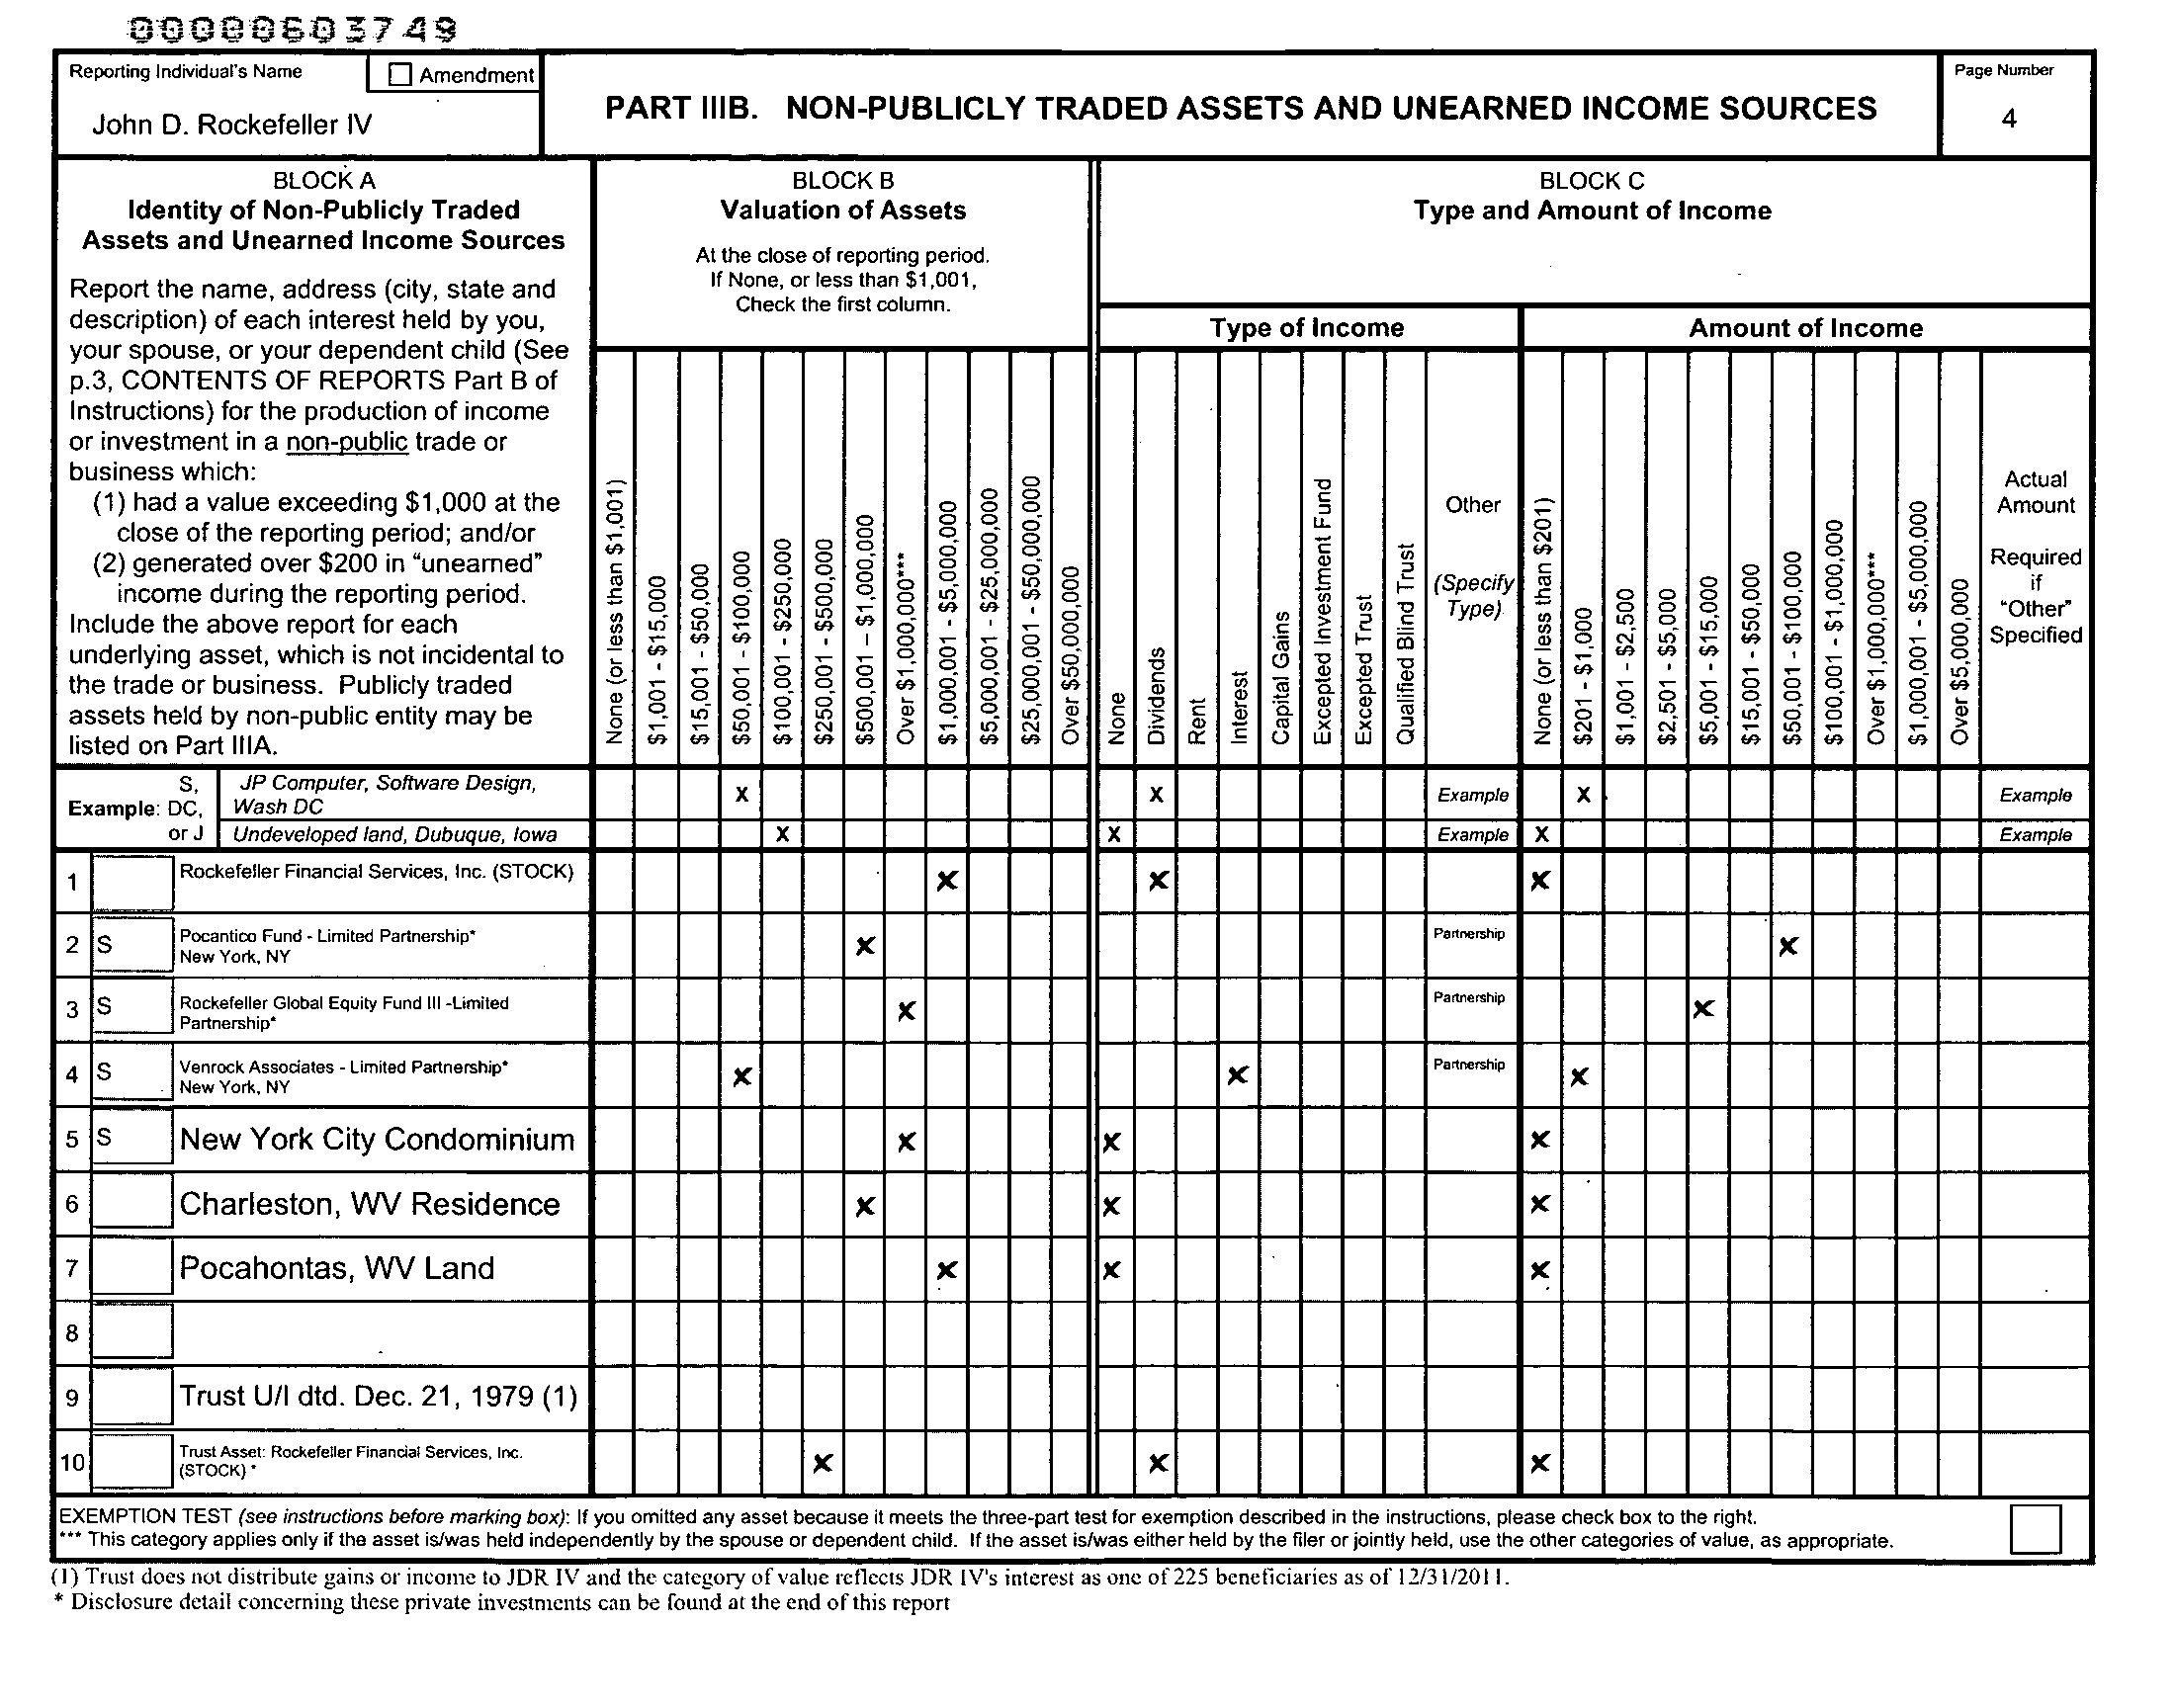 00000603749
Reporting Individual's Name
Amendment
John D. Rockefeller IV
PART IIIB. NON-PUBLICLY TRADED ASSETS AND UNEARNED INCOME SOURCES
Page Number
4
BLOCK A
Identity of Non-Publicly Traded
Assets and Unearned Income Sources
Report the name, address (city, state and
description) of each interest held by you,
your spouse, or your dependent child (See
p.3, CONTENTS OF REPORTS Part B of
Instructions) for the production of income
or investment in a non-public trade or
business which:
(1) had a value exceeding $1,000 at the
close of the reporting period; and/or
(2) generated over $200 in "unearned"
income during the reporting period.
Include the above report for each
underlying asset, which is not incidental to
the trade or business. Publicly traded
assets held by non-public entity may be
listed on Part IIIA.
BLOCK B
Valuation of Assets
At the close of reporting period.
If None, or less than $1,001,
Check the first column.
None (or less than $1,001)
$1,001 - $15,000
$15,001 - $50,000
$50,001 - $100,000
$100,001 - $250,000
$250,001 - $500,000
$500,001 – $1,000,000
Over $1,000,000***
$1,000,001 - $5,000,000
$5,000,001 - $25,000,000
$25,000,001 - $50,000,000
Over $50,000,000
BLOCK C
Type and Amount of Income
Type of Income
None
Dividends
Rent
Interest
Capital Gains
Excepted Investment Fund
Excepted Trust
Qualified Blind Trust
Other
(Specify
Type)
Amount of Income
None (or less than $201)
$201 - $1,000
$1,001 - $2,500
$2,501 - $5,000
$5,001 - $15,000
$15,001 - $50,000
$50,001 - $100,000
$100,001 - $1,000,000
Over $1,000,000***
$1,000,001 - $5,000,000
Over $5,000,000
Actual
Amount
Required
if
"Other"
Specified
Example:
S,
DC,
or J
JP Computer, Software Design,
Wash DC
X X Example X Example
Undeveloped land, Dubuque, Iowa X X Example X Example
1 Rockefeller Financial Services, Inc. (STOCK) X X X
2 S Pocantico Fund - Limited Partnership*
New York, NY
X Partnership X
3 S Rockefeller Global Equity Fund III -Limited
Partnership*
X Partnership X
4 S Venrock Associates - Limited Partnership*
New York, NY
X X Partnership X
5 S New York City Condominium X X X
6 Charleston, WV Residence X X X
7 Pocahontas, WV Land X X X
8
9 Trust U/I dtd. Dec. 21, 1979 (1)
10 Trust Asset: Rockefeller Financial Services, Inc.
(STOCK) *
X X X
EXEMPTION TEST (see instructions before marking box): If you omitted any asset because it meets the three-part test for exemption described in the instructions, please check box to the right.
*** This category applies only if the asset is/was held independently by the spouse or dependent child. If the asset is/was either held by the filer or jointly held, use the other categories of value, as appropriate.
(1) Trust does not distribute gains or income to JDR IV and the category of value reflects JDR IV's interest as one of 225 beneficiaries as of 12/31/2011.
* Disclosure detail concerning these private investments can be found at the end of this report